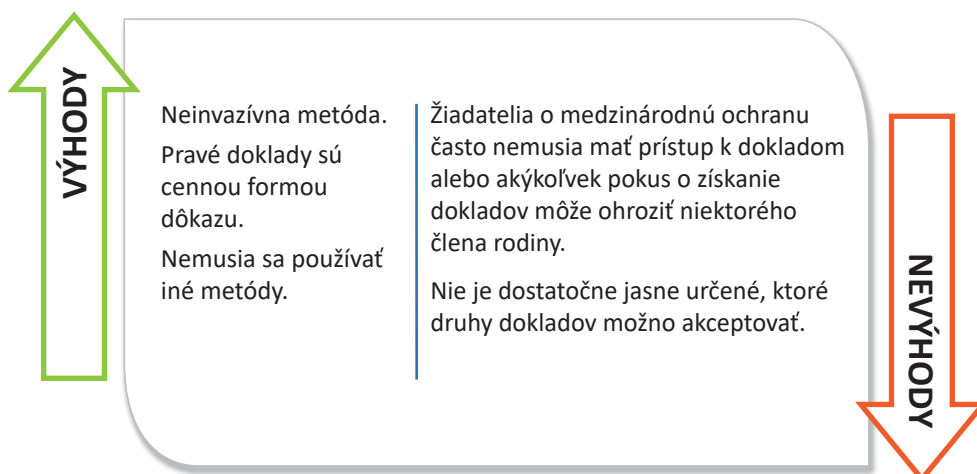 VÝHODY
Neinvazívna metóda.
Pravé doklady sú
cennou formou
dôkazu.
Nemusia sa používať
iné metódy.
Žiadatelia o medzinárodnú ochranu
často nemusia mať prístup k dokladom
alebo akýkoľvek pokus o získanie
dokladov môže ohroziť niektorého
člena rodiny.
Nie je dostatočne jasne určené, ktoré
druhy dokladov možno akceptovať.
NEVÝHODY